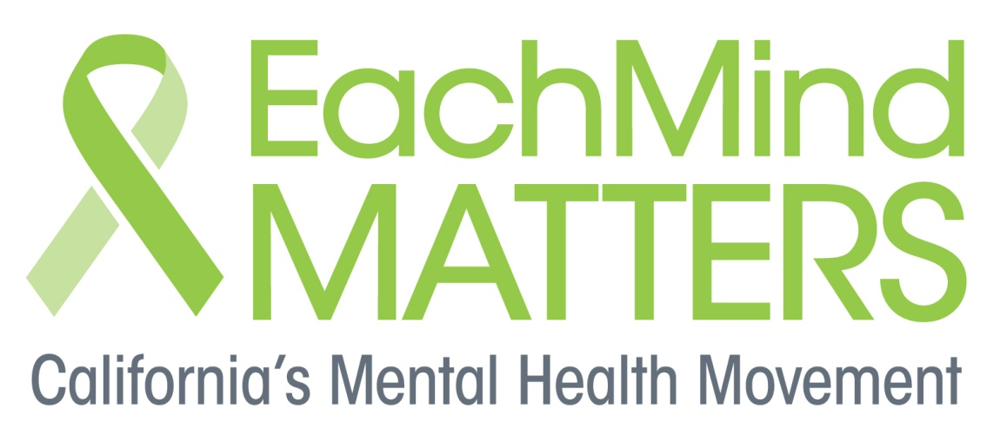 EachMind
MATTERS
California's Mental Health Movement